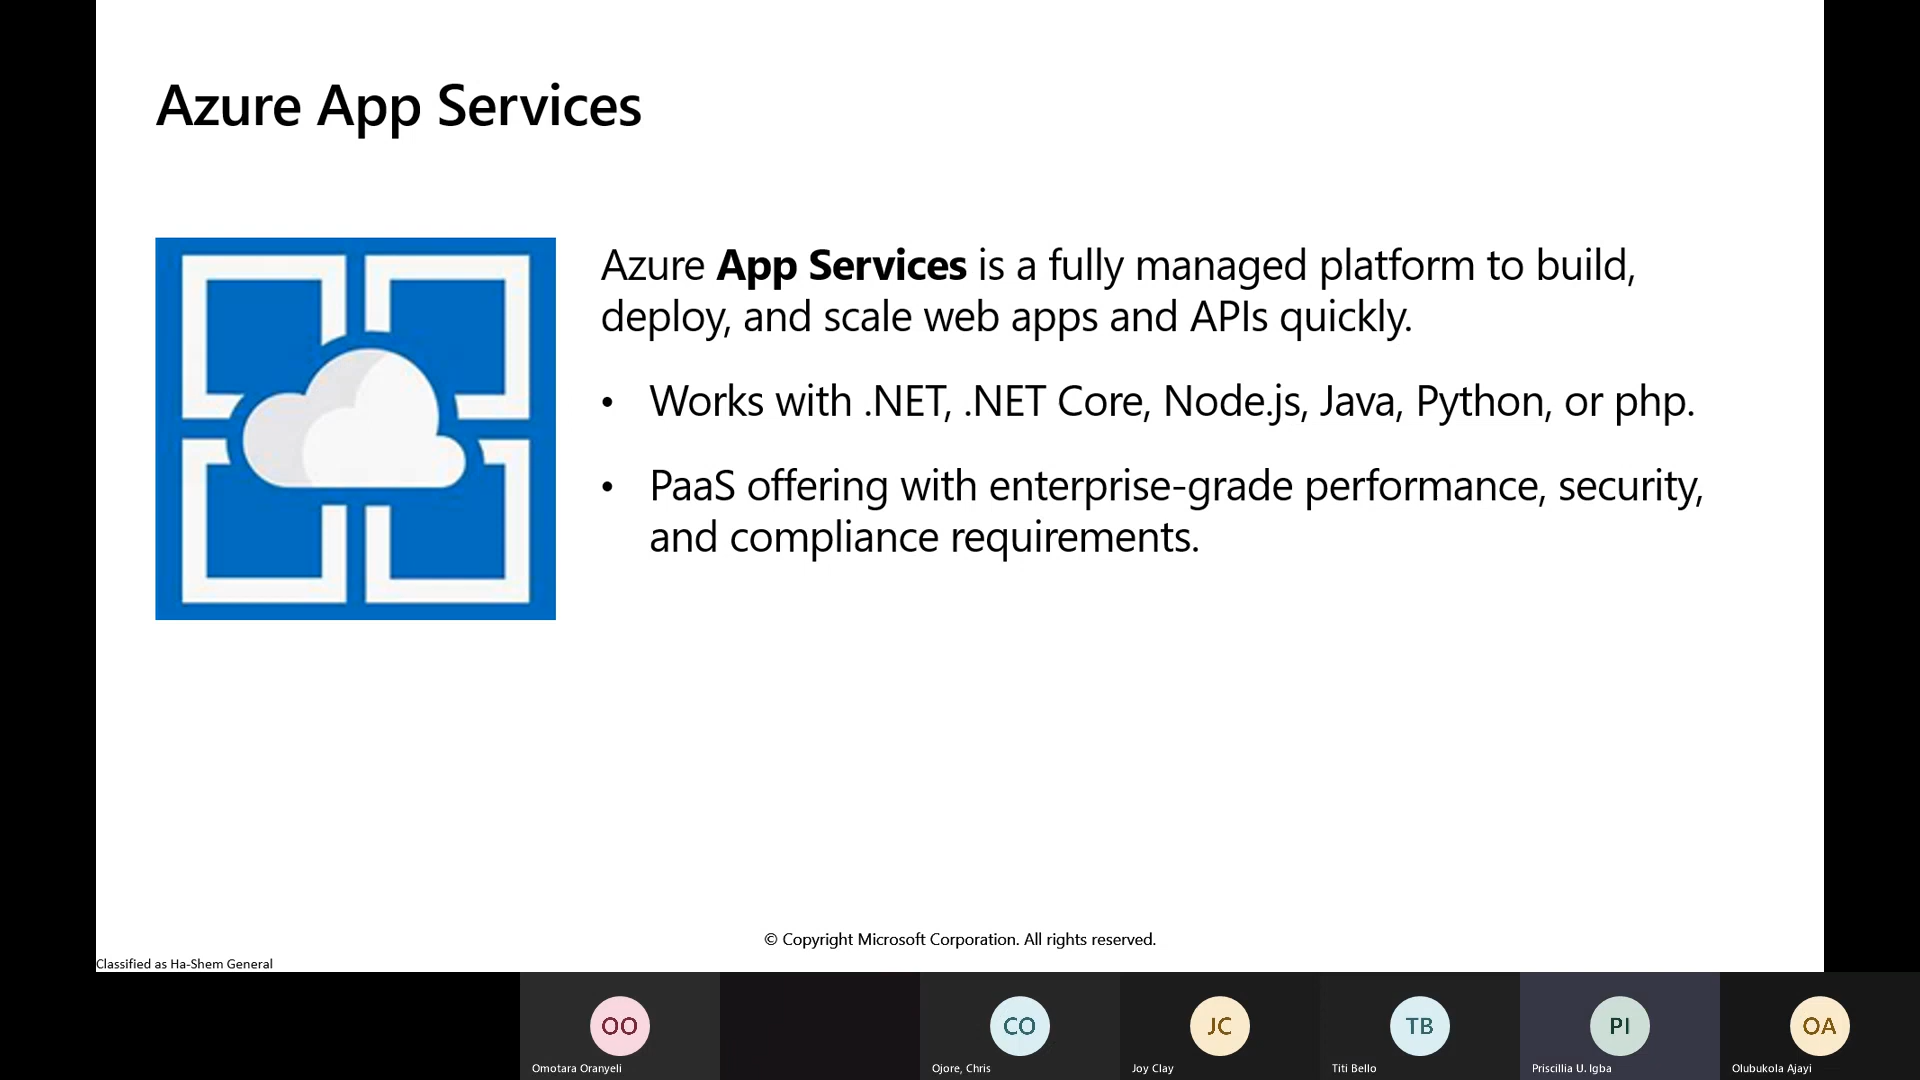 Azure App Services
Azure App Services is a fully managed platform to build,
deploy, and scale web apps and APIs quickly.
• Works with .NET, .NET Core, Node.js, Java, Python, or php.
• PaaS offering with enterprise-grade performance, security,
and compliance requirements.
© Copyright Microsoft Corporation. All rights reserved.
Classified as Ha-Shem General
OO
CO
JC
TB
PI
OA
Omotara Oranyeli
Ojore, Chris
Joy Clay
Titi Bello
Priscillia U. Igba
Olubukola Ajayi